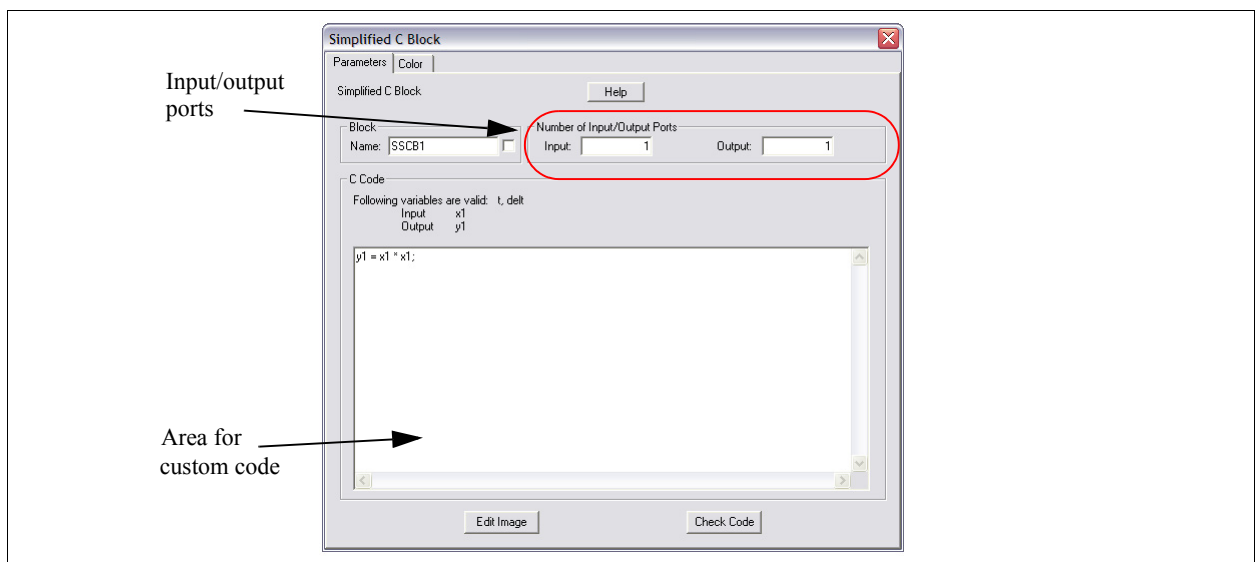 Simplified C Block
Parameters Color
Input/output
ports
Simplified C Block Help
Block Number of Input/Output Ports
Name: SSCB1 Input: 1 Output: 1
C Code
Following variables are valid: t, delt
Input x1
Output y1
y1 = x1 * x1;
Area for
custom code
Edit Image Check Code